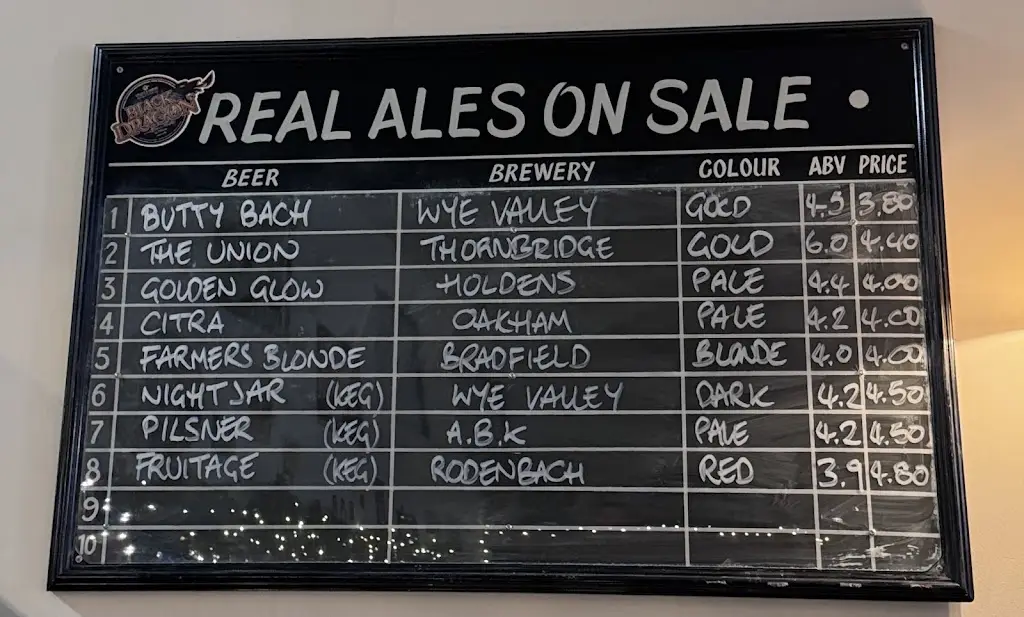 BLACK DRAGON REAL ALES ON SALE
BEER BREWERY COLOUR ABV PRICE
1 BUTTY BACH WYE VALLEY GOLD 4.5 3.80
2 THE UNION THORNBRIDGE GOLD 6.0 4.40
3 GOLDEN GLOW HOLDENS PALE 4.4 4.00
4 CITRA OAKHAM PALE 4.2 4.00
5 FARMERS BLONDE BRADFIELD BLONDE 4.0 4.00
6 NIGHTJAR (KEG) WYE VALLEY DARK 4.2 4.50
7 PILSNER (KEG) A.B.K PALE 4.2 4.50
8 FRUITAGE (KEG) RODENBACH RED 3.9 4.80
9
10